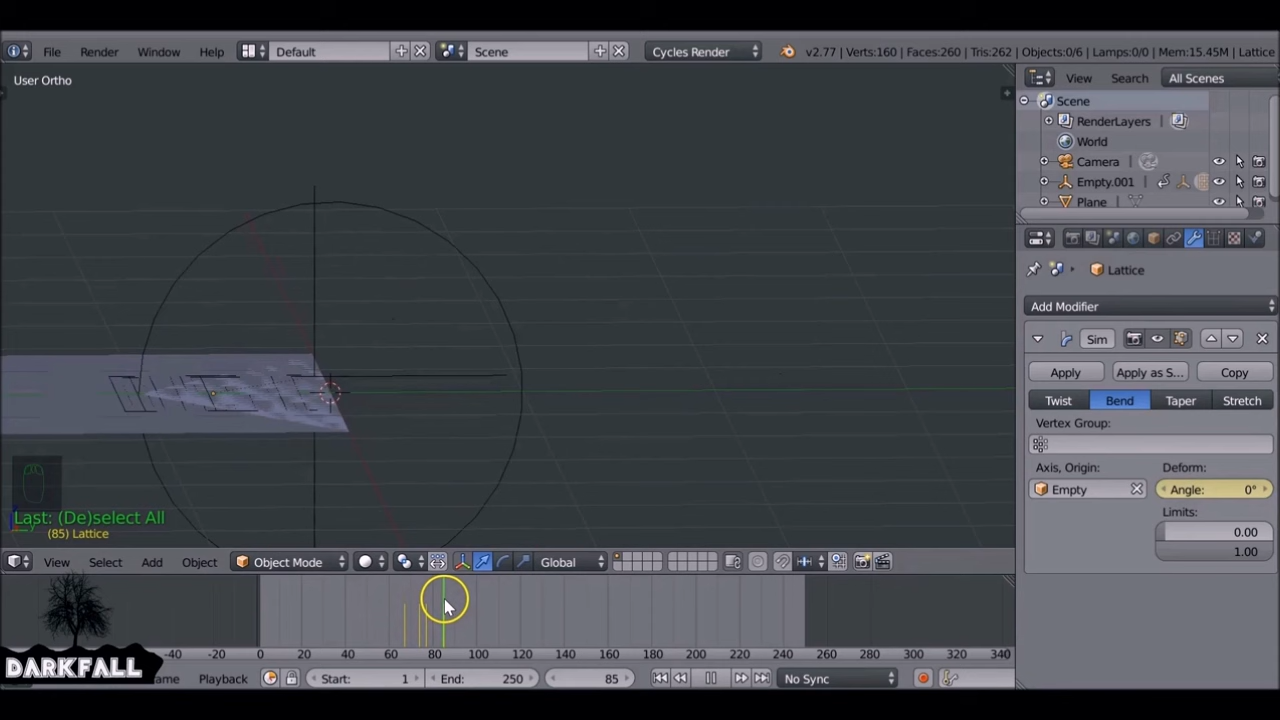 File Render Window Help Default Scene Cycles Render v2.77 | Verts:160 | Faces:260 | Tris:262 | Objects:0/6 | Lamps:0/0 | Mem:15.45M | Lattice
User Ortho
View Search All Scenes
Scene
RenderLayers
World
Camera
Empty.001
Plane
Lattice
Add Modifier
Sim
Apply Apply as S... Copy
Twist Bend Taper Stretch
Vertex Group:
Axis, Origin: Deform:
Empty Angle: 0°
Limits:
0.00
1.00
Last: (De)select All
(85) Lattice
View Select Add Object Object Mode Global
-40 -20 0 20 40 60 80 100 120 140 160 180 200 220 240 260 280 300 320 340
DARKFALL
Playback Start: 1 End: 250 85 No Sync